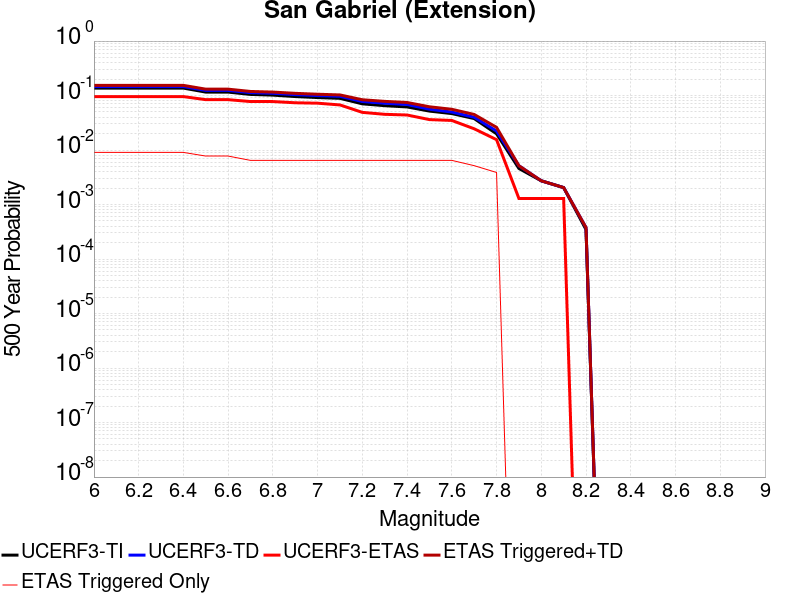 San Gabriel (Extension)
10^0
10^-1
10^-2
10^-3
10^-4
10^-5
10^-6
10^-7
10^-8
500 Year Probability
6 6.2 6.4 6.6 6.8 7 7.2 7.4 7.6 7.8 8 8.2 8.4 8.6 8.8 9
Magnitude
UCERF3-TI UCERF3-TD UCERF3-ETAS ETAS Triggered+TD
ETAS Triggered Only